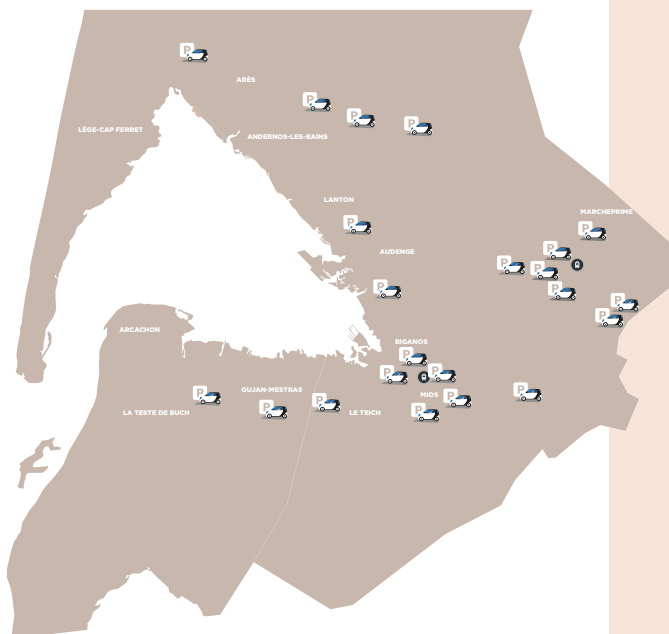 P
ARÈS
P
P
P
LÈGE-CAP FERRET
ANDERNOS-LES-BAINS
LANTON
MARCHEPRIME
P
P
AUDENGE
P
P
P
P
P
P
P
ARCACHON
BIGANOS
P
P
P
GUJAN-MESTRAS
P
MIOS
P
P
P
P
P
LA TESTE DE BUCH
LE TEICH
P